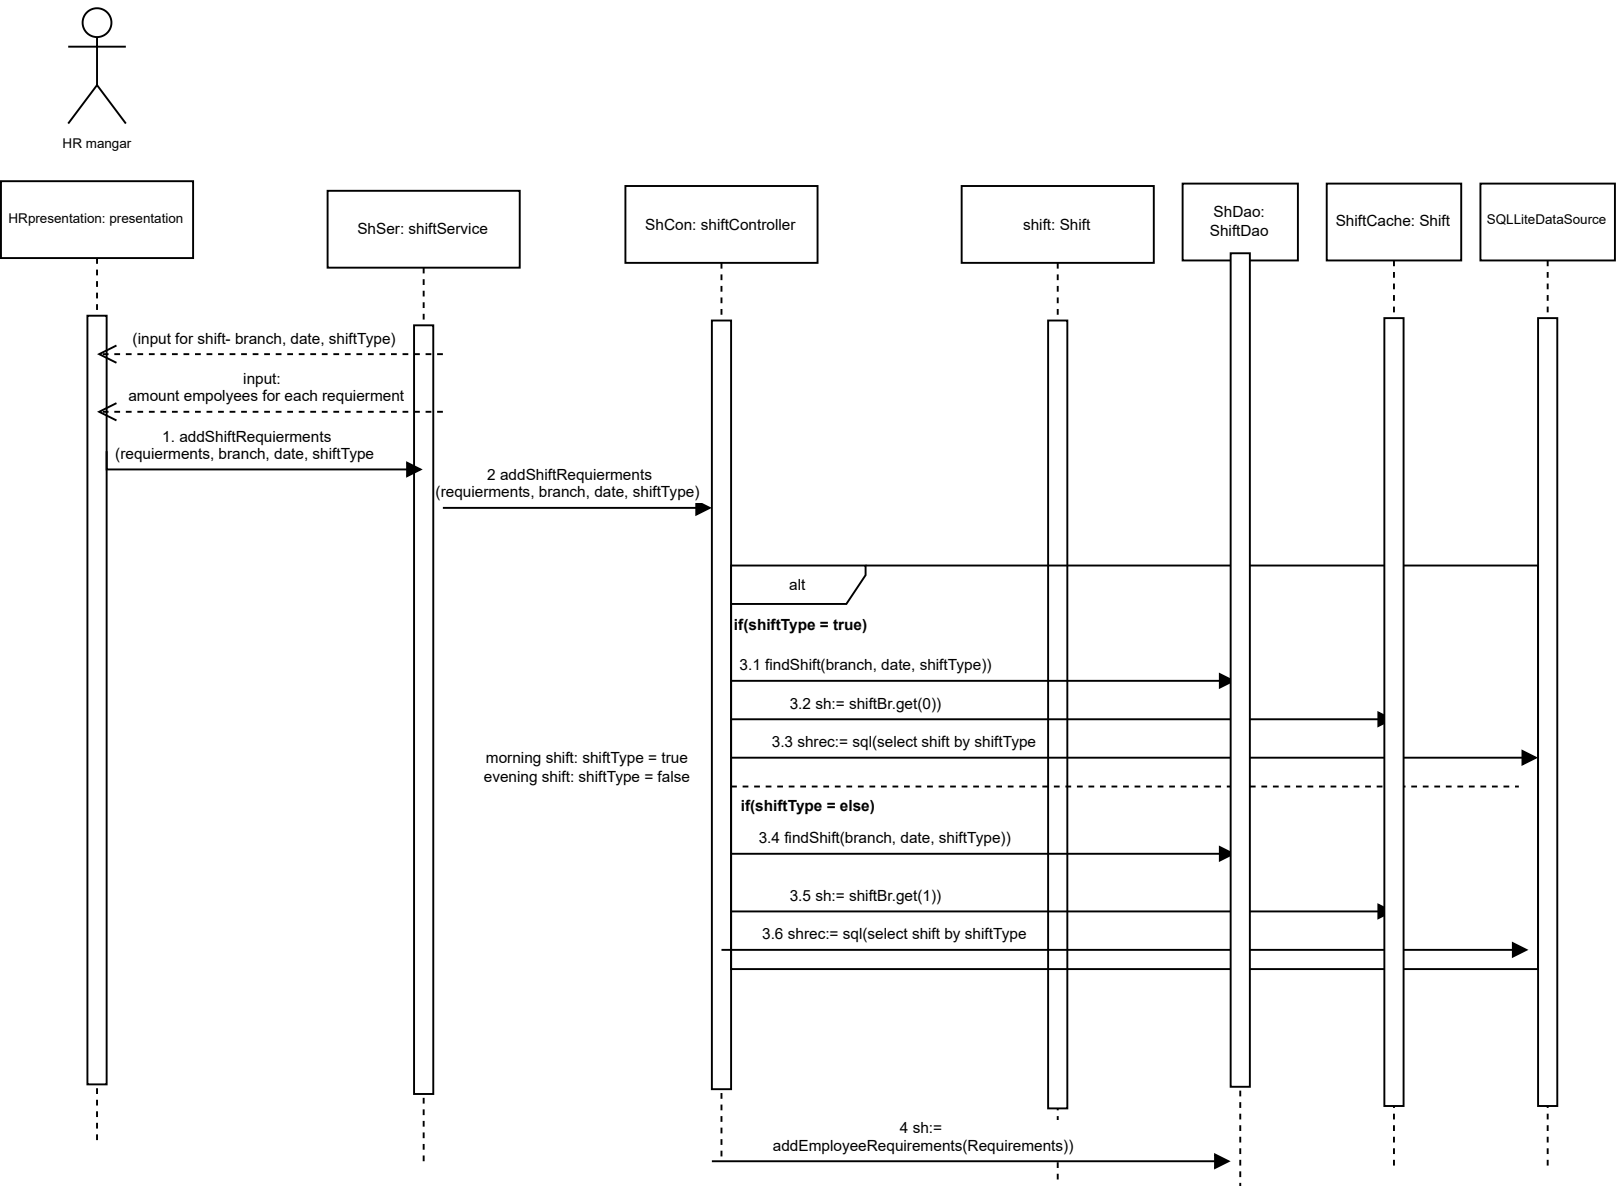 HR mangar
HRpresentation: presentation
ShSer: shiftService
ShCon: shiftController
shift: Shift
ShDao:
ShiftDao
ShiftCache: Shift
SQLLiteDataSource
(input for shift- branch, date, shiftType)
input:
amount empolyees for each requierment
1. addShiftRequierments
(requierments, branch, date, shiftType
2 addShiftRequierments
(requierments, branch, date, shiftType)
alt
if(shiftType = true)
3.1 findShift(branch, date, shiftType))
3.2 sh:= shiftBr.get(0))
3.3 shrec:= sql(select shift by shiftType
morning shift: shiftType = true
evening shift: shiftType = false
if(shiftType = else)
3.4 findShift(branch, date, shiftType))
3.5 sh:= shiftBr.get(1))
3.6 shrec:= sql(select shift by shiftType
4 sh:=
addEmployeeRequirements(Requirements))